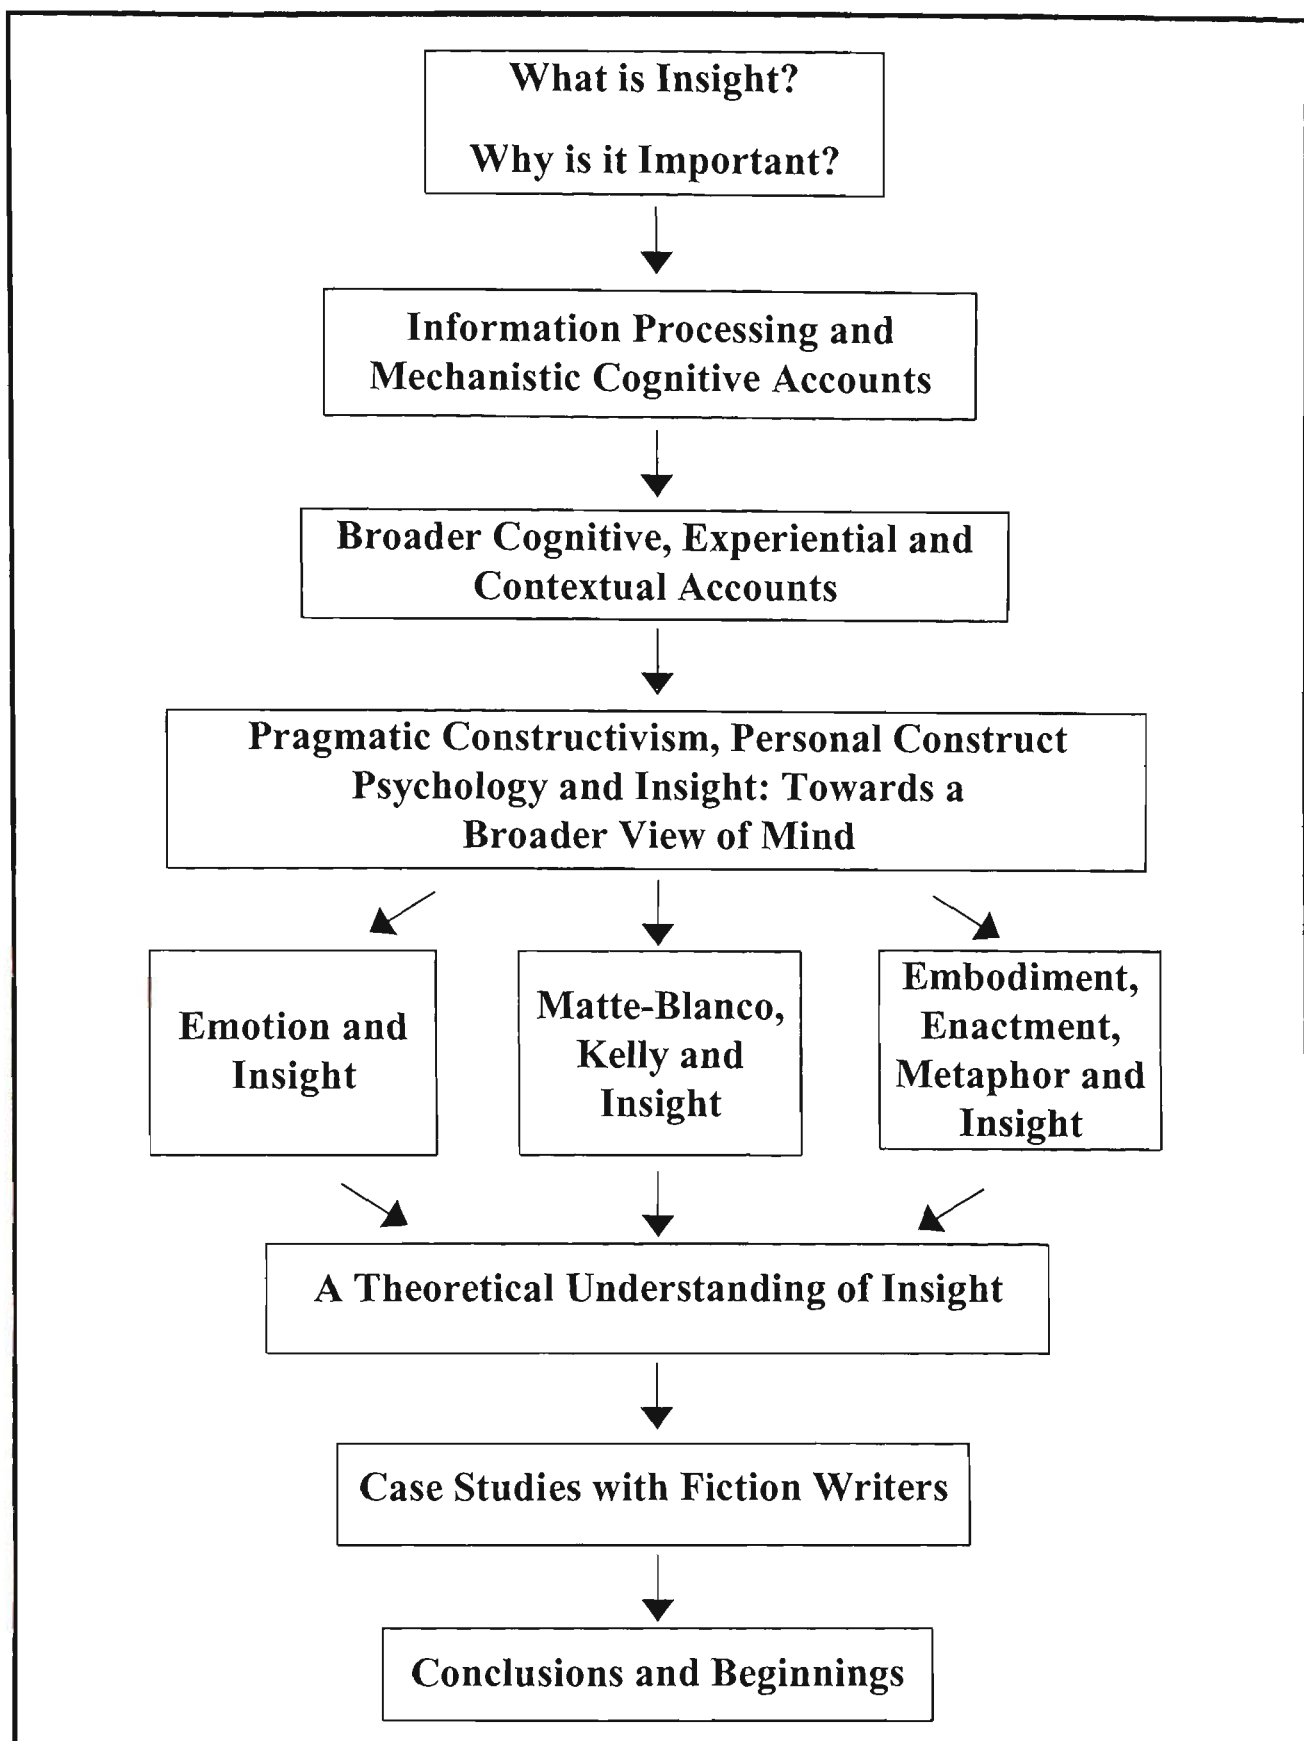 What is Insight?
Why is it Important?
Information Processing and
Mechanistic Cognitive Accounts
Broader Cognitive, Experiential and
Contextual Accounts
Pragmatic Constructivism, Personal Construct
Psychology and Insight: Towards a
Broader View of Mind
Emotion and
Insight
Matte-Blanco,
Kelly and
Insight
Embodiment,
Enactment,
Metaphor and
Insight
A Theoretical Understanding of Insight
Case Studies with Fiction Writers
Conclusions and Beginnings